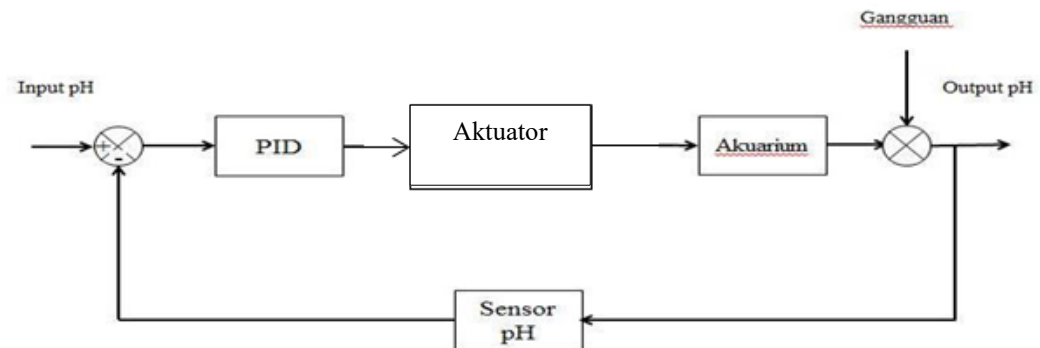 Gangguan
Input pH
Output pH
+
-
PID
Aktuator
Akuarium
Sensor
pH